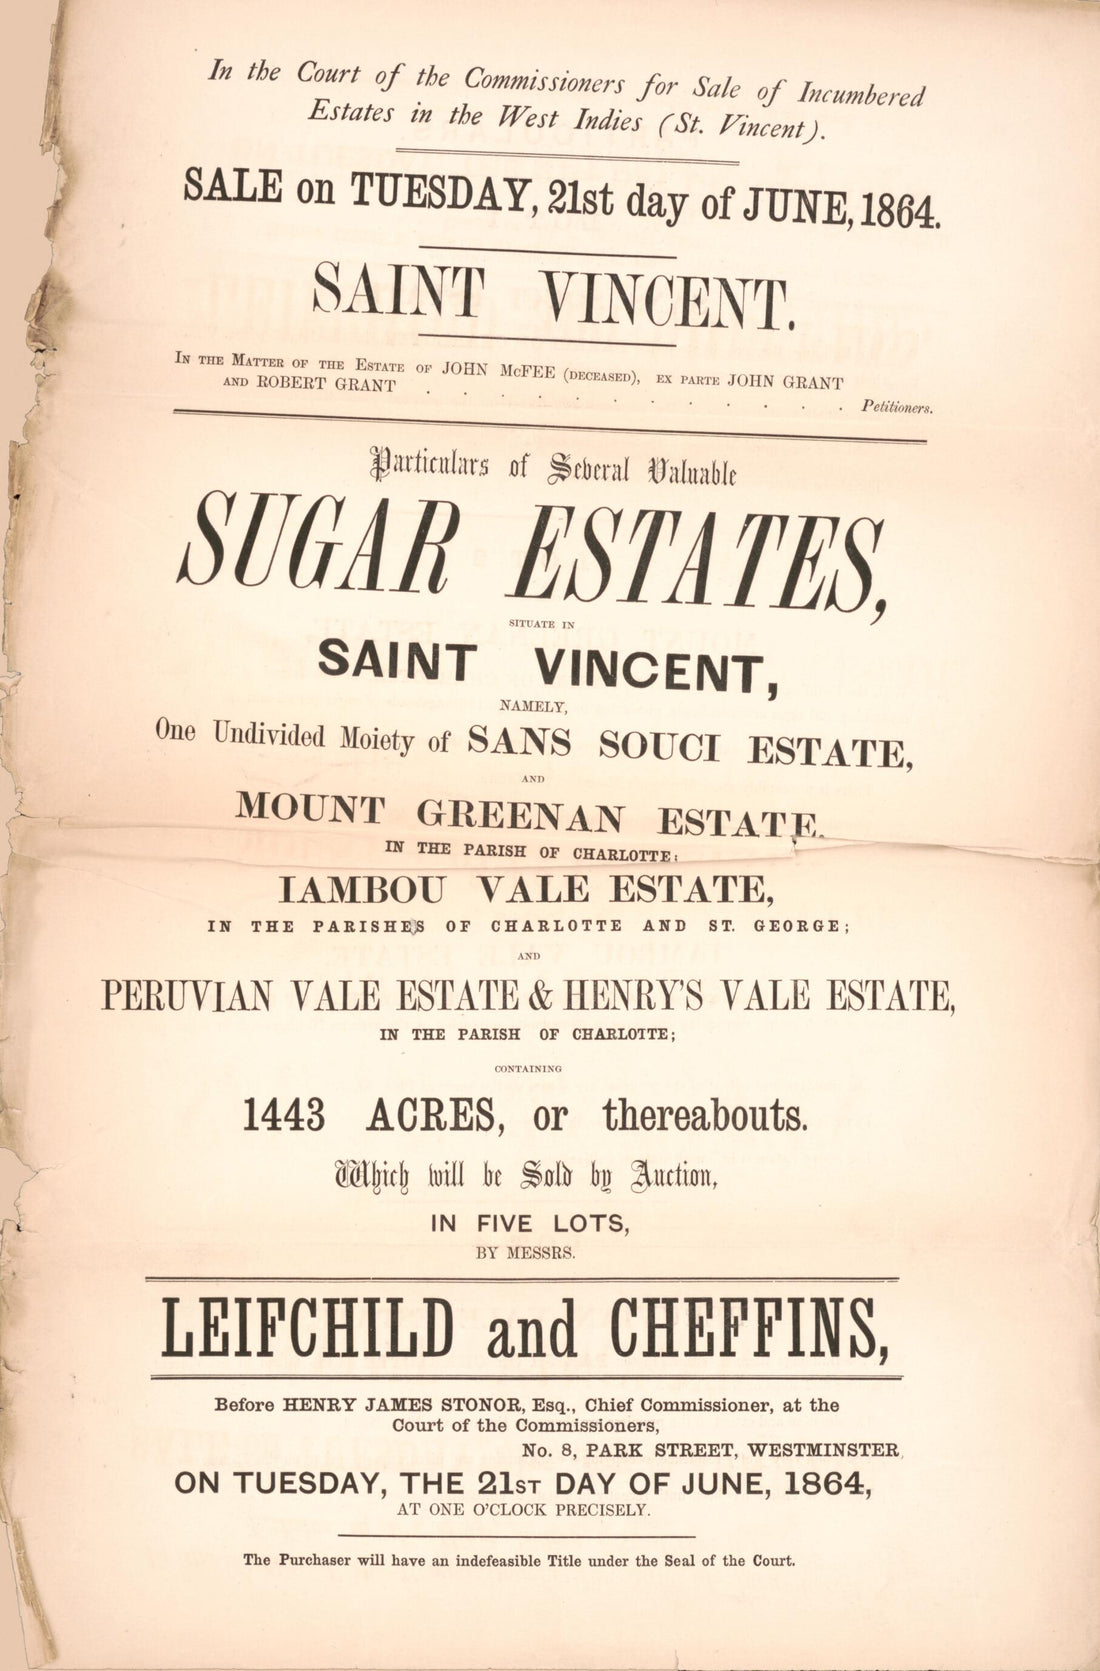 In the Court of the Commissioners for Sale of Incumbered
Estates in the West Indies (St. Vincent).
SALE on TUESDAY, 21st day of JUNE, 1864.
SAINT VINCENT.
IN THE MATTER OF THE ESTATE OF JOHN McFEE (DECEASED), EX PARTE JOHN GRANT
AND ROBERT GRANT . . . . . . . . . . . . Petitioners.
Particulars of Several Valuable
SUGAR ESTATES,
SITUATE IN
SAINT VINCENT,
NAMELY,
One Undivided Moiety of SANS SOUCI ESTATE,
AND
MOUNT GREENAN ESTATE.
IN THE PARISH OF CHARLOTTE:
IAMBOU VALE ESTATE,
IN THE PARISHES OF CHARLOTTE AND ST. GEORGE;
AND
PERUVIAN VALE ESTATE & HENRY'S VALE ESTATE,
IN THE PARISH OF CHARLOTTE;
CONTAINING
1443 ACRES, or thereabouts.
Which will be Sold by Auction,
IN FIVE LOTS,
BY MESSRS.
LEIFCHILD and CHEFFINS,
Before HENRY JAMES STONOR, Esq., Chief Commissioner, at the
Court of the Commissioners,
No. 8, PARK STREET, WESTMINSTER,
ON TUESDAY, THE 21ST DAY OF JUNE, 1864,
AT ONE O'CLOCK PRECISELY.
The Purchaser will have an indefeasible Title under the Seal of the Court.